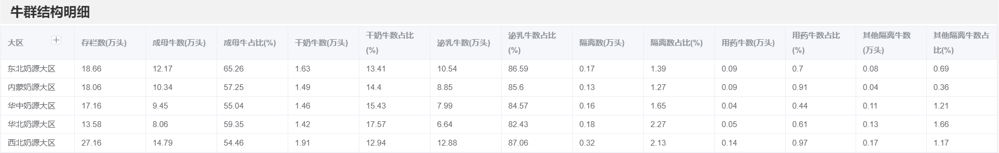 牛群结构明细
大区 存栏数(万头) 成母牛数(万头) 成母牛占比(%) 干奶牛数(万头) 干奶牛数占比(%) 泌乳牛数(万头) 泌乳牛数占比(%) 隔离数(万头) 隔离数占比(%) 用药牛数(万头) 用药牛数占比(%) 其他隔离牛数(万头) 其他隔离牛数占比(%)
东北奶源大区 18.66 12.17 65.26 1.63 13.41 10.54 86.59 0.17 1.39 0.09 0.7 0.08 0.69
内蒙奶源大区 18.06 10.34 57.25 1.49 14.4 8.85 85.6 0.13 1.27 0.09 0.91 0.04 0.36
华中奶源大区 17.16 9.45 55.04 1.46 15.43 7.99 84.57 0.16 1.65 0.04 0.44 0.11 1.21
华北奶源大区 13.58 8.06 59.35 1.42 17.57 6.64 82.43 0.18 2.27 0.05 0.61 0.13 1.66
西北奶源大区 27.16 14.79 54.46 1.91 12.94 12.88 87.06 0.32 2.13 0.14 0.97 0.17 1.17